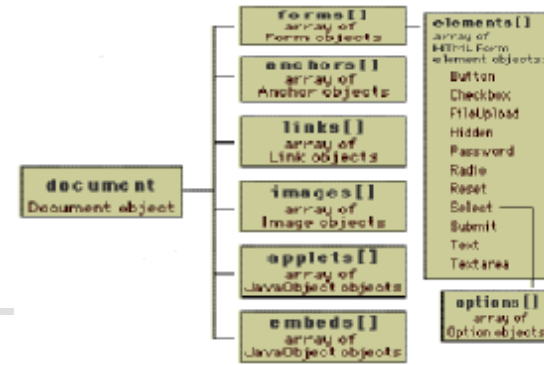 document
Document object
forms[]
array of
Form objects
anchors[]
array of
Anchor objects
links[]
array of
Link objects
images[]
array of
Image objects
applets[]
array of
JavaObject objects
embeds[]
array of
JavaObject objects
elements[]
array of
HTML Form
element objects:
Button
Checkbox
FileUpload
Hidden
Password
Radio
Reset
Select
Submit
Text
Textarea
options[]
array of
Option objects